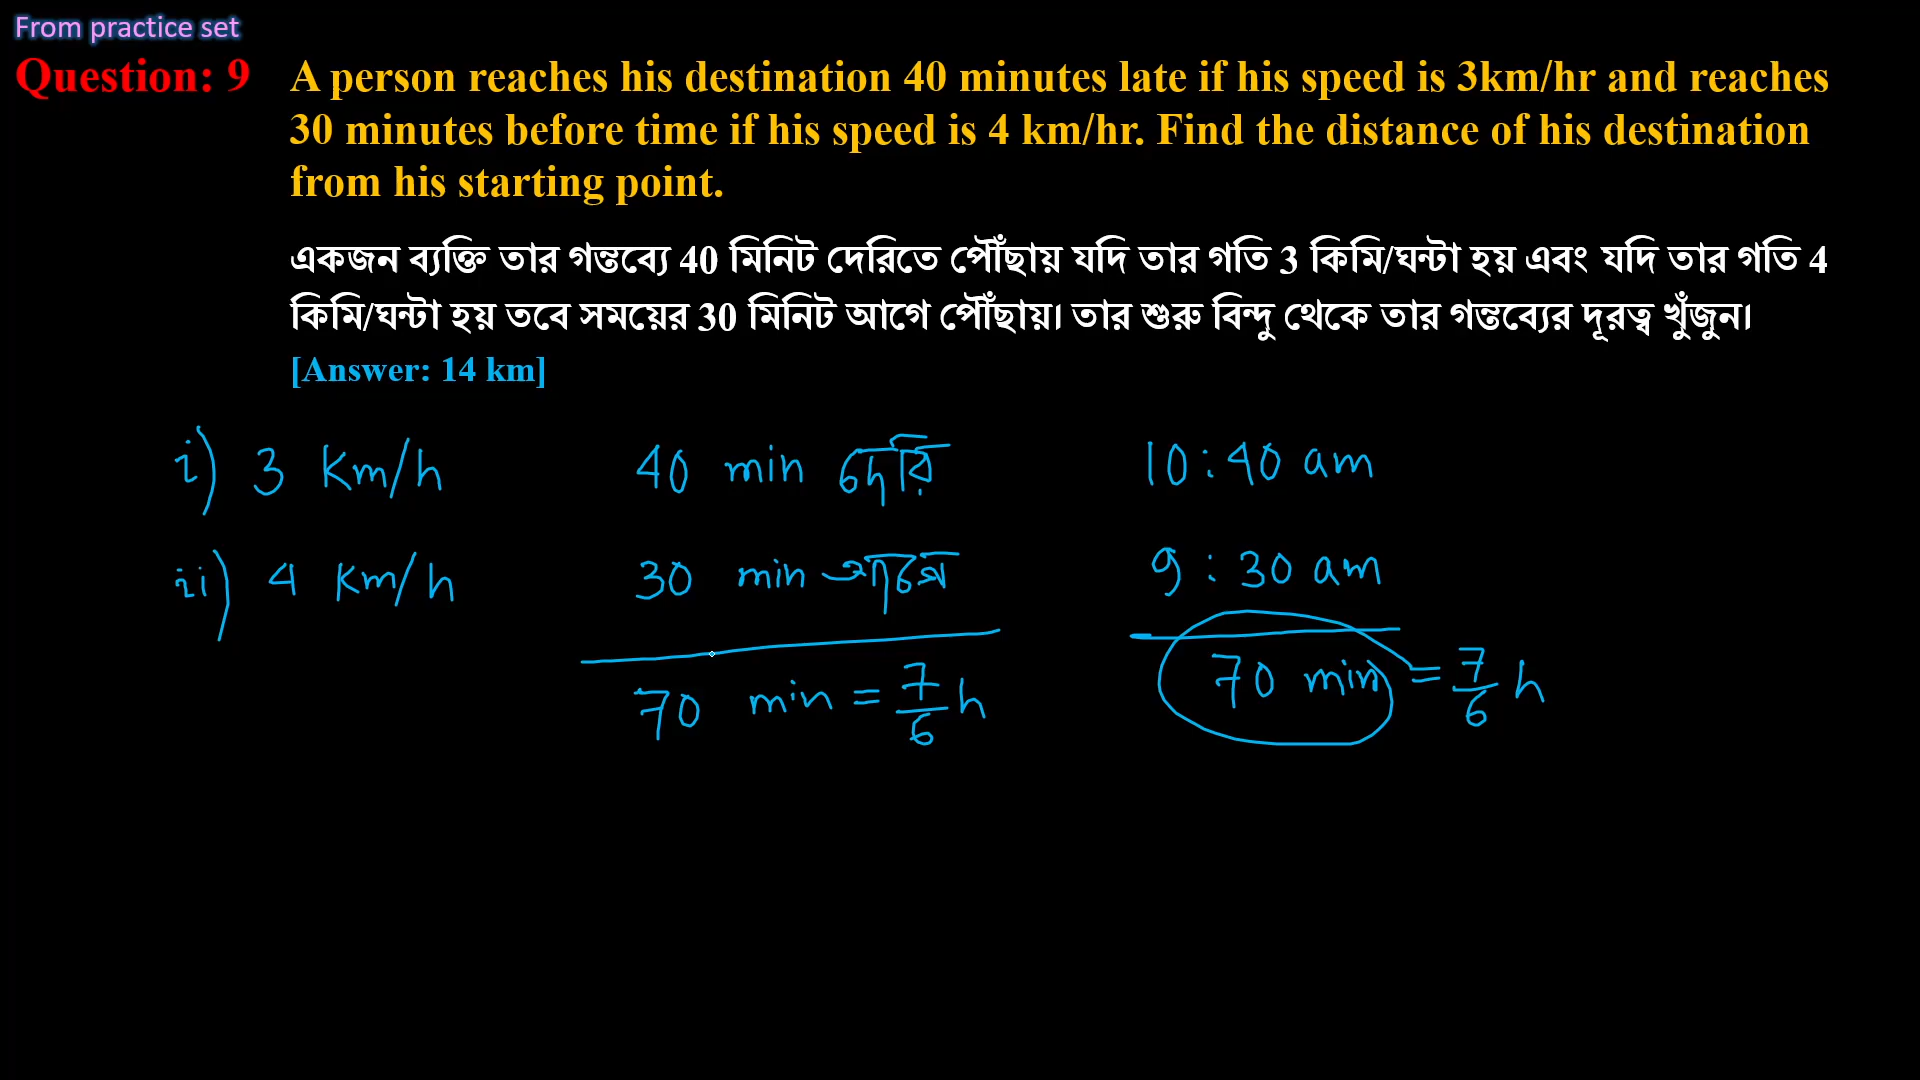 From practice set
Question: 9 A person reaches his destination 40 minutes late if his speed is 3km/hr and reaches
30 minutes before time if his speed is 4 km/hr. Find the distance of his destination
from his starting point.
একজন ব্যক্তি তার গন্তব্যে 40 মিনিট দেরিতে পৌঁছায় যদি তার গতি 3 কিমি/ঘন্টা হয় এবং যদি তার গতি 4
কিমি/ঘন্টা হয় তবে সময়ের 30 মিনিট আগে পৌঁছায়। তার শুরু বিন্দু থেকে তার গন্তব্যের দূরত্ব খুঁজুন।
[Answer: 14 km]
i) 3 Km/h 40 min দেরি 10:40 am
ii) 4 Km/h 30 min আগে 9:30 am
70 min = 7/6 h 70 min = 7/6 h